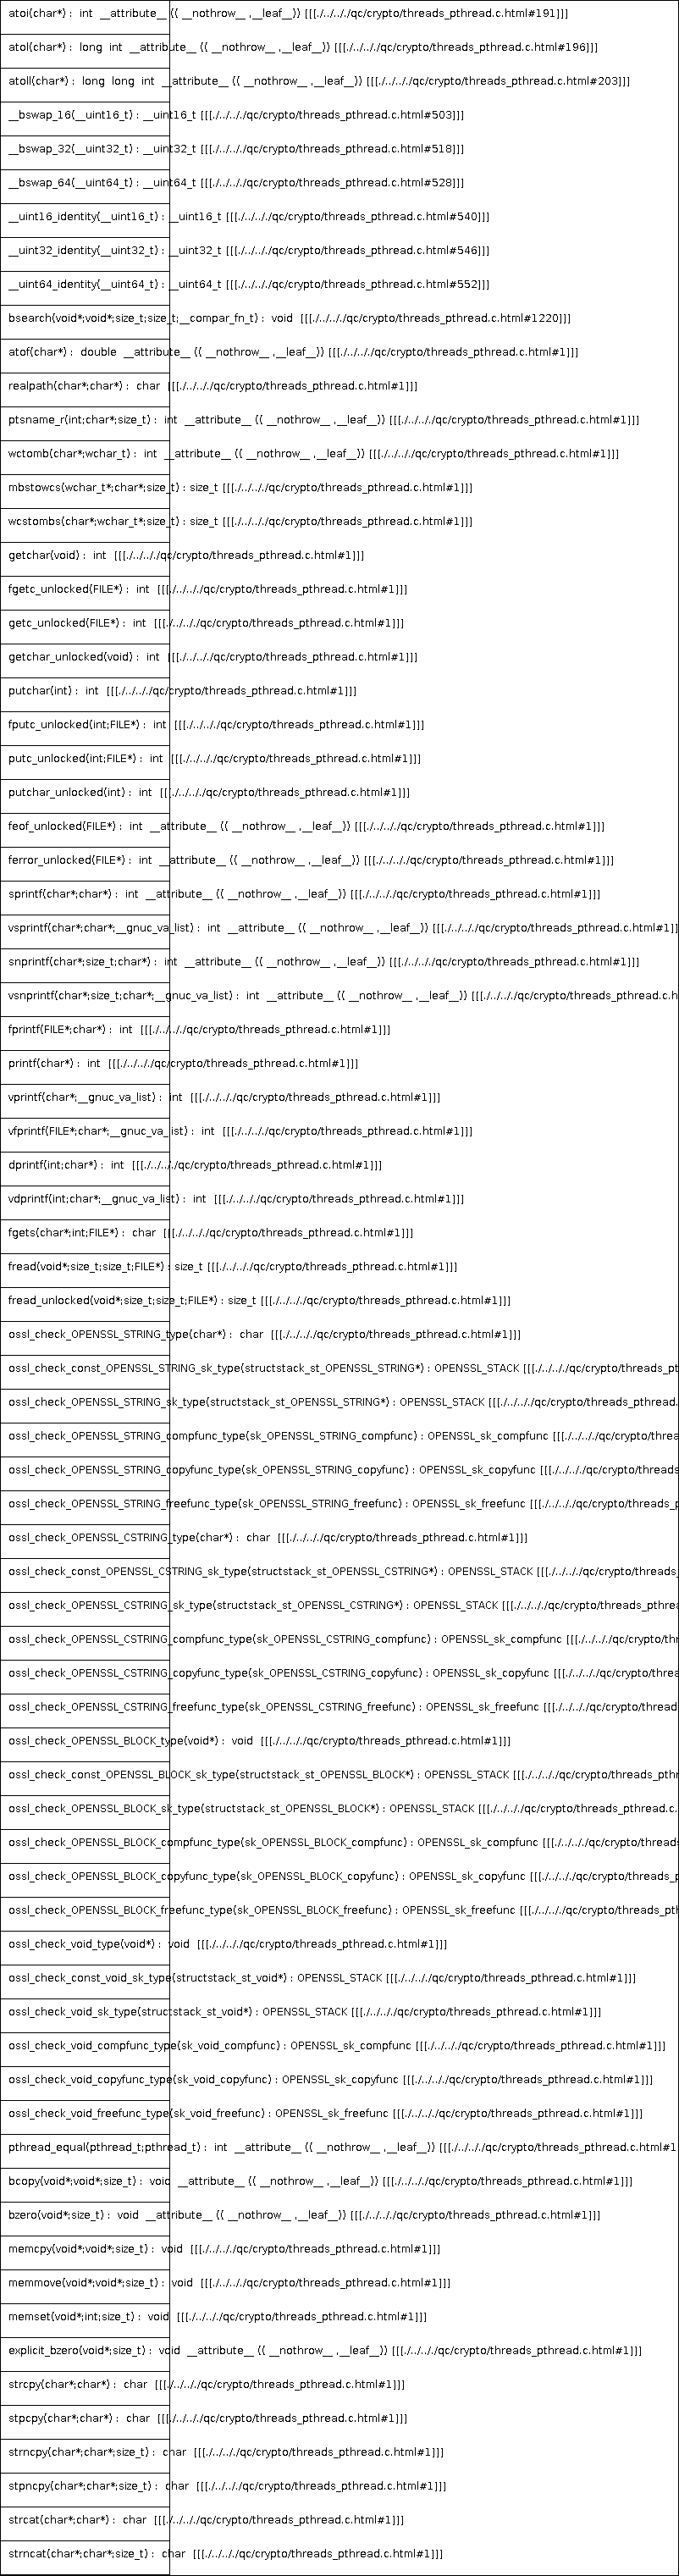 atoi(char*) :  int  __attribute__ (( __nothrow__ ,__leaf__)) [[[./../.././qc/crypto/threads_pthread.c.html#191]]]
atol(char*) :  long  int  __attribute__ (( __nothrow__ ,__leaf__)) [[[./../.././qc/crypto/threads_pthread.c.html#196]]]
atoll(char*) :  long  long  int  __attribute__ (( __nothrow__ ,__leaf__)) [[[./../.././qc/crypto/threads_pthread.c.html#203]]]
__bswap_16(__uint16_t) : __uint16_t [[[./../.././qc/crypto/threads_pthread.c.html#503]]]
__bswap_32(__uint32_t) : __uint32_t [[[./../.././qc/crypto/threads_pthread.c.html#518]]]
__bswap_64(__uint64_t) : __uint64_t [[[./../.././qc/crypto/threads_pthread.c.html#528]]]
__uint16_identity(__uint16_t) : __uint16_t [[[./../.././qc/crypto/threads_pthread.c.html#540]]]
__uint32_identity(__uint32_t) : __uint32_t [[[./../.././qc/crypto/threads_pthread.c.html#546]]]
__uint64_identity(__uint64_t) : __uint64_t [[[./../.././qc/crypto/threads_pthread.c.html#552]]]
bsearch(void*;void*;size_t;size_t;__compar_fn_t) :  void  [[[./../.././qc/crypto/threads_pthread.c.html#1220]]]
atof(char*) :  double  __attribute__ (( __nothrow__ ,__leaf__)) [[[./../.././qc/crypto/threads_pthread.c.html#1]]]
realpath(char*;char*) :  char  [[[./../.././qc/crypto/threads_pthread.c.html#1]]]
ptsname_r(int;char*;size_t) :  int  __attribute__ (( __nothrow__ ,__leaf__)) [[[./../.././qc/crypto/threads_pthread.c.html#1]]]
wctomb(char*;wchar_t) :  int  __attribute__ (( __nothrow__ ,__leaf__)) [[[./../.././qc/crypto/threads_pthread.c.html#1]]]
mbstowcs(wchar_t*;char*;size_t) : size_t [[[./../.././qc/crypto/threads_pthread.c.html#1]]]
wcstombs(char*;wchar_t*;size_t) : size_t [[[./../.././qc/crypto/threads_pthread.c.html#1]]]
getchar(void) :  int  [[[./../.././qc/crypto/threads_pthread.c.html#1]]]
fgetc_unlocked(FILE*) :  int  [[[./../.././qc/crypto/threads_pthread.c.html#1]]]
getc_unlocked(FILE*) :  int  [[[./../.././qc/crypto/threads_pthread.c.html#1]]]
getchar_unlocked(void) :  int  [[[./../.././qc/crypto/threads_pthread.c.html#1]]]
putchar(int) :  int  [[[./../.././qc/crypto/threads_pthread.c.html#1]]]
fputc_unlocked(int;FILE*) :  int  [[[./../.././qc/crypto/threads_pthread.c.html#1]]]
putc_unlocked(int;FILE*) :  int  [[[./../.././qc/crypto/threads_pthread.c.html#1]]]
putchar_unlocked(int) :  int  [[[./../.././qc/crypto/threads_pthread.c.html#1]]]
feof_unlocked(FILE*) :  int  __attribute__ (( __nothrow__ ,__leaf__)) [[[./../.././qc/crypto/threads_pthread.c.html#1]]]
ferror_unlocked(FILE*) :  int  __attribute__ (( __nothrow__ ,__leaf__)) [[[./../.././qc/crypto/threads_pthread.c.html#1]]]
sprintf(char*;char*) :  int  __attribute__ (( __nothrow__ ,__leaf__)) [[[./../.././qc/crypto/threads_pthread.c.html#1]]]
vsprintf(char*;char*;__gnuc_va_list) :  int  __attribute__ (( __nothrow__ ,__leaf__)) [[[./../.././qc/crypto/threads_pthread.c.html#1]]]
snprintf(char*;size_t;char*) :  int  __attribute__ (( __nothrow__ ,__leaf__)) [[[./../.././qc/crypto/threads_pthread.c.html#1]]]
vsnprintf(char*;size_t;char*;__gnuc_va_list) :  int  __attribute__ (( __nothrow__ ,__leaf__)) [[[./../.././qc/crypto/threads_pthread.c.h
fprintf(FILE*;char*) :  int  [[[./../.././qc/crypto/threads_pthread.c.html#1]]]
printf(char*) :  int  [[[./../.././qc/crypto/threads_pthread.c.html#1]]]
vprintf(char*;__gnuc_va_list) :  int  [[[./../.././qc/crypto/threads_pthread.c.html#1]]]
vfprintf(FILE*;char*;__gnuc_va_list) :  int  [[[./../.././qc/crypto/threads_pthread.c.html#1]]]
dprintf(int;char*) :  int  [[[./../.././qc/crypto/threads_pthread.c.html#1]]]
vdprintf(int;char*;__gnuc_va_list) :  int  [[[./../.././qc/crypto/threads_pthread.c.html#1]]]
fgets(char*;int;FILE*) :  char  [[[./../.././qc/crypto/threads_pthread.c.html#1]]]
fread(void*;size_t;size_t;FILE*) : size_t [[[./../.././qc/crypto/threads_pthread.c.html#1]]]
fread_unlocked(void*;size_t;size_t;FILE*) : size_t [[[./../.././qc/crypto/threads_pthread.c.html#1]]]
ossl_check_OPENSSL_STRING_type(char*) :  char  [[[./../.././qc/crypto/threads_pthread.c.html#1]]]
ossl_check_const_OPENSSL_STRING_sk_type(structstack_st_OPENSSL_STRING*) : OPENSSL_STACK [[[./../.././qc/crypto/threads_pt
ossl_check_OPENSSL_STRING_sk_type(structstack_st_OPENSSL_STRING*) : OPENSSL_STACK [[[./../.././qc/crypto/threads_pthread.
ossl_check_OPENSSL_STRING_compfunc_type(sk_OPENSSL_STRING_compfunc) : OPENSSL_sk_compfunc [[[./../.././qc/crypto/threa
ossl_check_OPENSSL_STRING_copyfunc_type(sk_OPENSSL_STRING_copyfunc) : OPENSSL_sk_copyfunc [[[./../.././qc/crypto/threads
ossl_check_OPENSSL_STRING_freefunc_type(sk_OPENSSL_STRING_freefunc) : OPENSSL_sk_freefunc [[[./../.././qc/crypto/threads_p
ossl_check_OPENSSL_CSTRING_type(char*) :  char  [[[./../.././qc/crypto/threads_pthread.c.html#1]]]
ossl_check_const_OPENSSL_CSTRING_sk_type(structstack_st_OPENSSL_CSTRING*) : OPENSSL_STACK [[[./../.././qc/crypto/threads_
ossl_check_OPENSSL_CSTRING_sk_type(structstack_st_OPENSSL_CSTRING*) : OPENSSL_STACK [[[./../.././qc/crypto/threads_pthrea
ossl_check_OPENSSL_CSTRING_compfunc_type(sk_OPENSSL_CSTRING_compfunc) : OPENSSL_sk_compfunc [[[./../.././qc/crypto/thr
ossl_check_OPENSSL_CSTRING_copyfunc_type(sk_OPENSSL_CSTRING_copyfunc) : OPENSSL_sk_copyfunc [[[./../.././qc/crypto/threa
ossl_check_OPENSSL_CSTRING_freefunc_type(sk_OPENSSL_CSTRING_freefunc) : OPENSSL_sk_freefunc [[[./../.././qc/crypto/thread
ossl_check_OPENSSL_BLOCK_type(void*) :  void  [[[./../.././qc/crypto/threads_pthread.c.html#1]]]
ossl_check_const_OPENSSL_BLOCK_sk_type(structstack_st_OPENSSL_BLOCK*) : OPENSSL_STACK [[[./../.././qc/crypto/threads_pthr
ossl_check_OPENSSL_BLOCK_sk_type(structstack_st_OPENSSL_BLOCK*) : OPENSSL_STACK [[[./../.././qc/crypto/threads_pthread.c.
ossl_check_OPENSSL_BLOCK_compfunc_type(sk_OPENSSL_BLOCK_compfunc) : OPENSSL_sk_compfunc [[[./../.././qc/crypto/threads
ossl_check_OPENSSL_BLOCK_copyfunc_type(sk_OPENSSL_BLOCK_copyfunc) : OPENSSL_sk_copyfunc [[[./../.././qc/crypto/threads_p
ossl_check_OPENSSL_BLOCK_freefunc_type(sk_OPENSSL_BLOCK_freefunc) : OPENSSL_sk_freefunc [[[./../.././qc/crypto/threads_pth
ossl_check_void_type(void*) :  void  [[[./../.././qc/crypto/threads_pthread.c.html#1]]]
ossl_check_const_void_sk_type(structstack_st_void*) : OPENSSL_STACK [[[./../.././qc/crypto/threads_pthread.c.html#1]]]
ossl_check_void_sk_type(structstack_st_void*) : OPENSSL_STACK [[[./../.././qc/crypto/threads_pthread.c.html#1]]]
ossl_check_void_compfunc_type(sk_void_compfunc) : OPENSSL_sk_compfunc [[[./../.././qc/crypto/threads_pthread.c.html#1]]]
ossl_check_void_copyfunc_type(sk_void_copyfunc) : OPENSSL_sk_copyfunc [[[./../.././qc/crypto/threads_pthread.c.html#1]]]
ossl_check_void_freefunc_type(sk_void_freefunc) : OPENSSL_sk_freefunc [[[./../.././qc/crypto/threads_pthread.c.html#1]]]
pthread_equal(pthread_t;pthread_t) :  int  __attribute__ (( __nothrow__ ,__leaf__)) [[[./../.././qc/crypto/threads_pthread.c.html#1
bcopy(void*;void*;size_t) :  void  __attribute__ (( __nothrow__ ,__leaf__)) [[[./../.././qc/crypto/threads_pthread.c.html#1]]]
bzero(void*;size_t) :  void  __attribute__ (( __nothrow__ ,__leaf__)) [[[./../.././qc/crypto/threads_pthread.c.html#1]]]
memcpy(void*;void*;size_t) :  void  [[[./../.././qc/crypto/threads_pthread.c.html#1]]]
memmove(void*;void*;size_t) :  void  [[[./../.././qc/crypto/threads_pthread.c.html#1]]]
memset(void*;int;size_t) :  void  [[[./../.././qc/crypto/threads_pthread.c.html#1]]]
explicit_bzero(void*;size_t) :  void  __attribute__ (( __nothrow__ ,__leaf__)) [[[./../.././qc/crypto/threads_pthread.c.html#1]]]
strcpy(char*;char*) :  char  [[[./../.././qc/crypto/threads_pthread.c.html#1]]]
stpcpy(char*;char*) :  char  [[[./../.././qc/crypto/threads_pthread.c.html#1]]]
strncpy(char*;char*;size_t) :  char  [[[./../.././qc/crypto/threads_pthread.c.html#1]]]
stpncpy(char*;char*;size_t) :  char  [[[./../.././qc/crypto/threads_pthread.c.html#1]]]
strcat(char*;char*) :  char  [[[./../.././qc/crypto/threads_pthread.c.html#1]]]
strncat(char*;char*;size_t) :  char  [[[./../.././qc/crypto/threads_pthread.c.html#1]]]